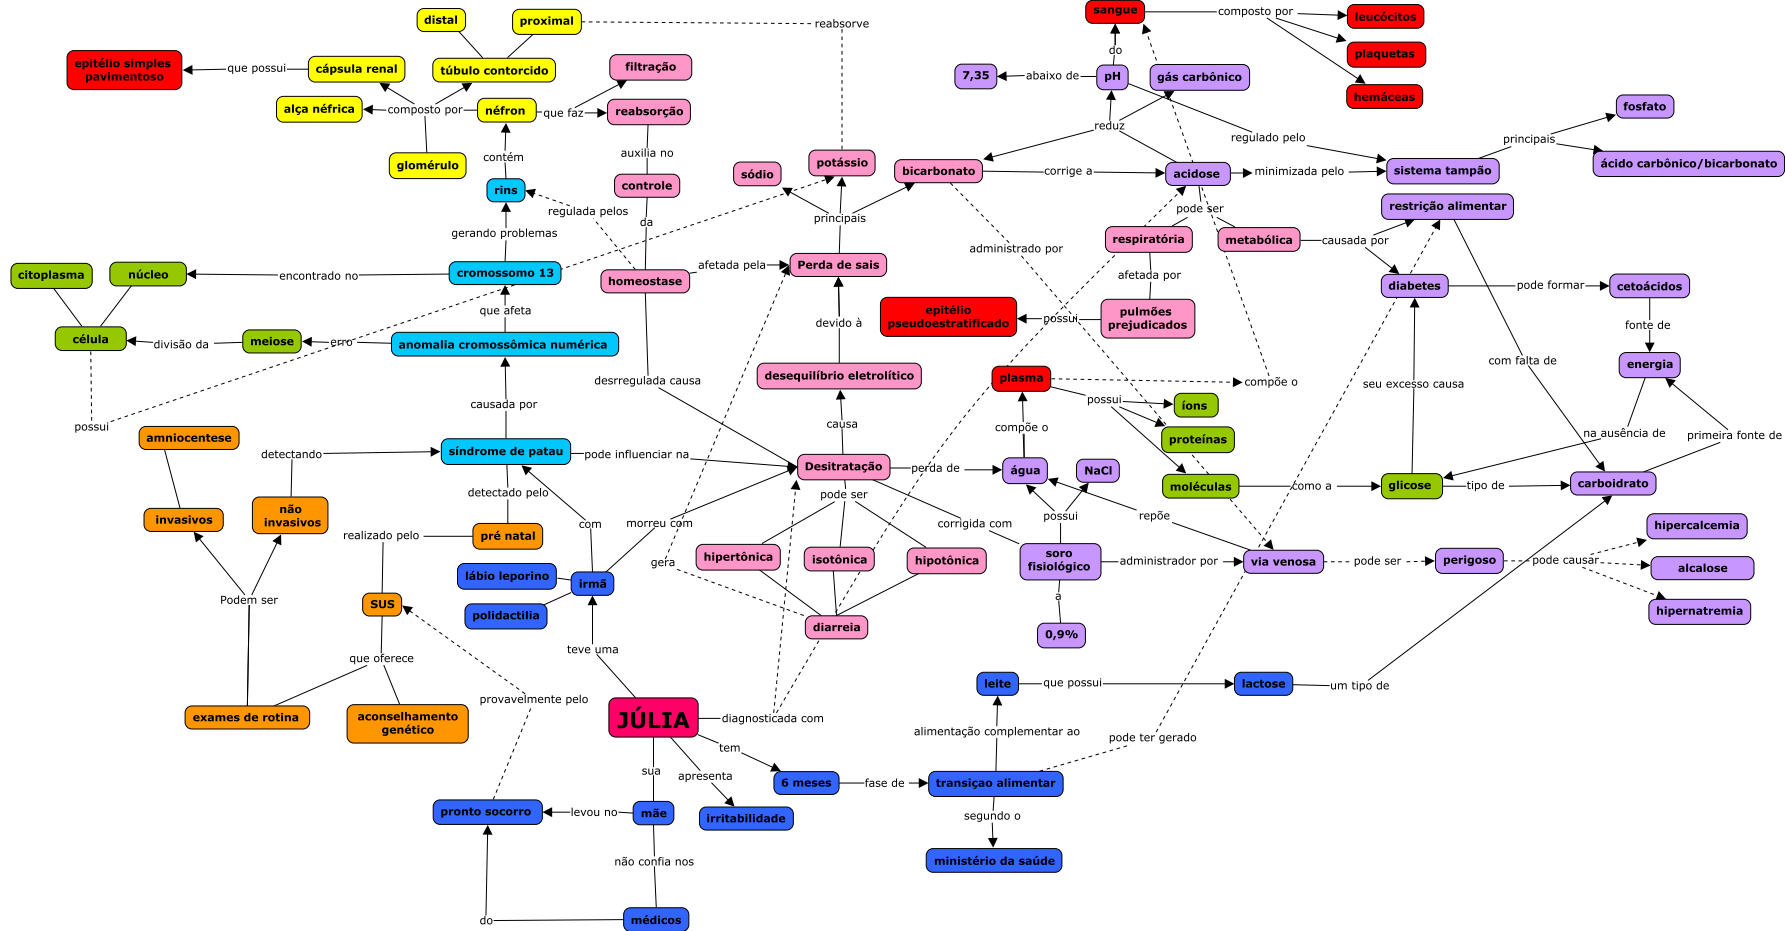 distal
proximal
reabsorve
sangue
composto por
leucócitos
plaquetas
hemáceas
epitélio simples
pavimentoso
que possui
cápsula renal
túbulo contorcido
filtração
do
7,35
abaixo de
pH
gás carbônico
alça néfrica
composto por
néfron
que faz
reabsorção
reduz
regulado pelo
principais
fosfato
ácido carbônico/bicarbonato
glomérulo
contém
auxilia no
sódio
potássio
bicarbonato
corrige a
acidose
minimizada pelo
sistema tampão
rins
controle
regulada pelos
da
principais
pode ser
restrição alimentar
gerando problemas
administrado por
respiratória
metabólica
causada por
citoplasma
núcleo
encontrado no
cromossomo 13
homeostase
afetada pela
Perda de sais
afetada por
diabetes
pode formar
cetoácidos
que afeta
devido à
epitélio
pseudoestratificado
possui
pulmões
prejudicados
fonte de
célula
divisão da
meiose
erro
anomalia cromossômica numérica
com falta de
energia
desrregulada causa
desequilíbrio eletrolítico
plasma
compõe o
seu excesso causa
causada por
possui
íons
possui
causa
compõe o
proteínas
na ausência de
primeira fonte de
amniocentese
detectando
síndrome de patau
pode influenciar na
Desitratação
perda de
água
NaCl
moléculas
como a
glicose
tipo de
carboidrato
detectado pelo
pode ser
invasivos
não
invasivos
realizado pelo
pré natal
com
morreu com
corrigida com
possui
repõe
hipercalcemia
hipertônica
isotônica
hipotônica
soro
fisiológico
administrador por
via venosa
pode ser
perigoso
pode causar
alcalose
hipernatremia
gera
lábio leporino
irmã
polidactilia
Podem ser
SUS
a
diarreia
0,9%
que oferece
teve uma
provavelmente pelo
leite
que possui
lactose
um tipo de
exames de rotina
aconselhamento
genético
JÚLIA
diagnosticada com
alimentação complementar ao
pode ter gerado
tem
sua
apresenta
6 meses
fase de
transiçao alimentar
pronto socorro
levou no
mãe
irritabilidade
segundo o
não confia nos
ministério da saúde
do
médicos